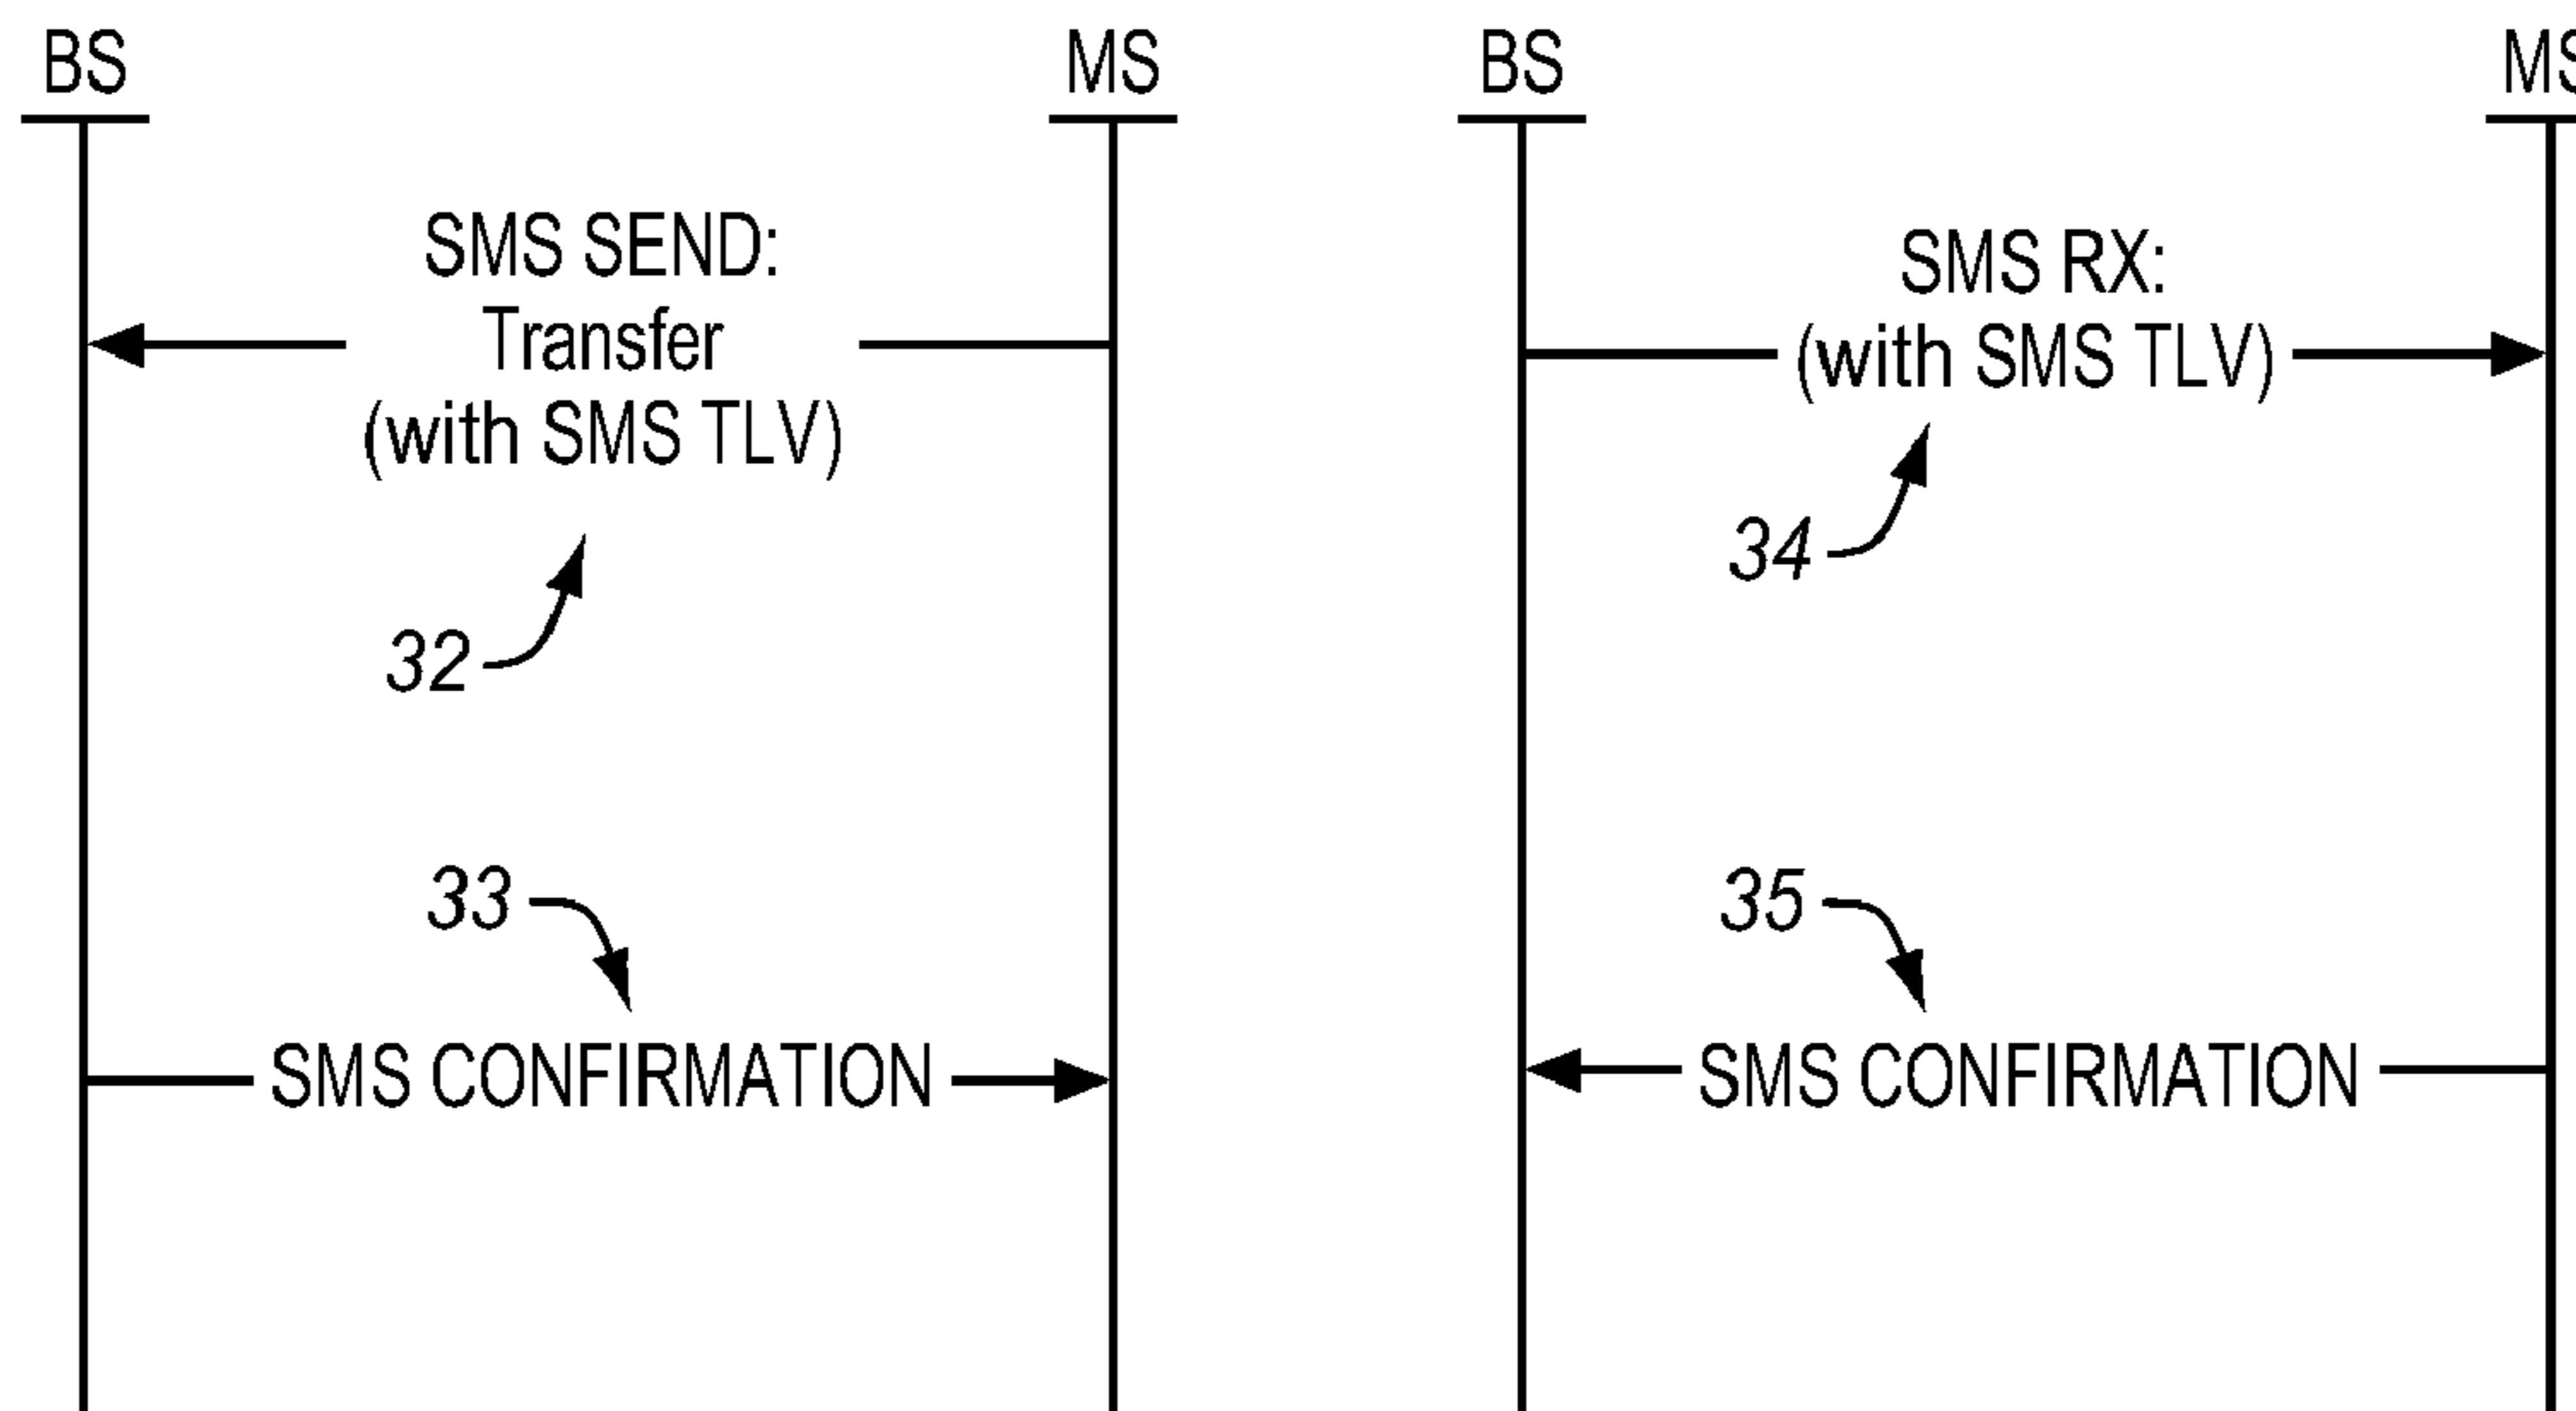 BS
MS
SMS SEND:
Transfer
(with SMS TLV)
32
33
SMS CONFIRMATION
BS
MS
SMS RX:
(with SMS TLV)
34
35
SMS CONFIRMATION